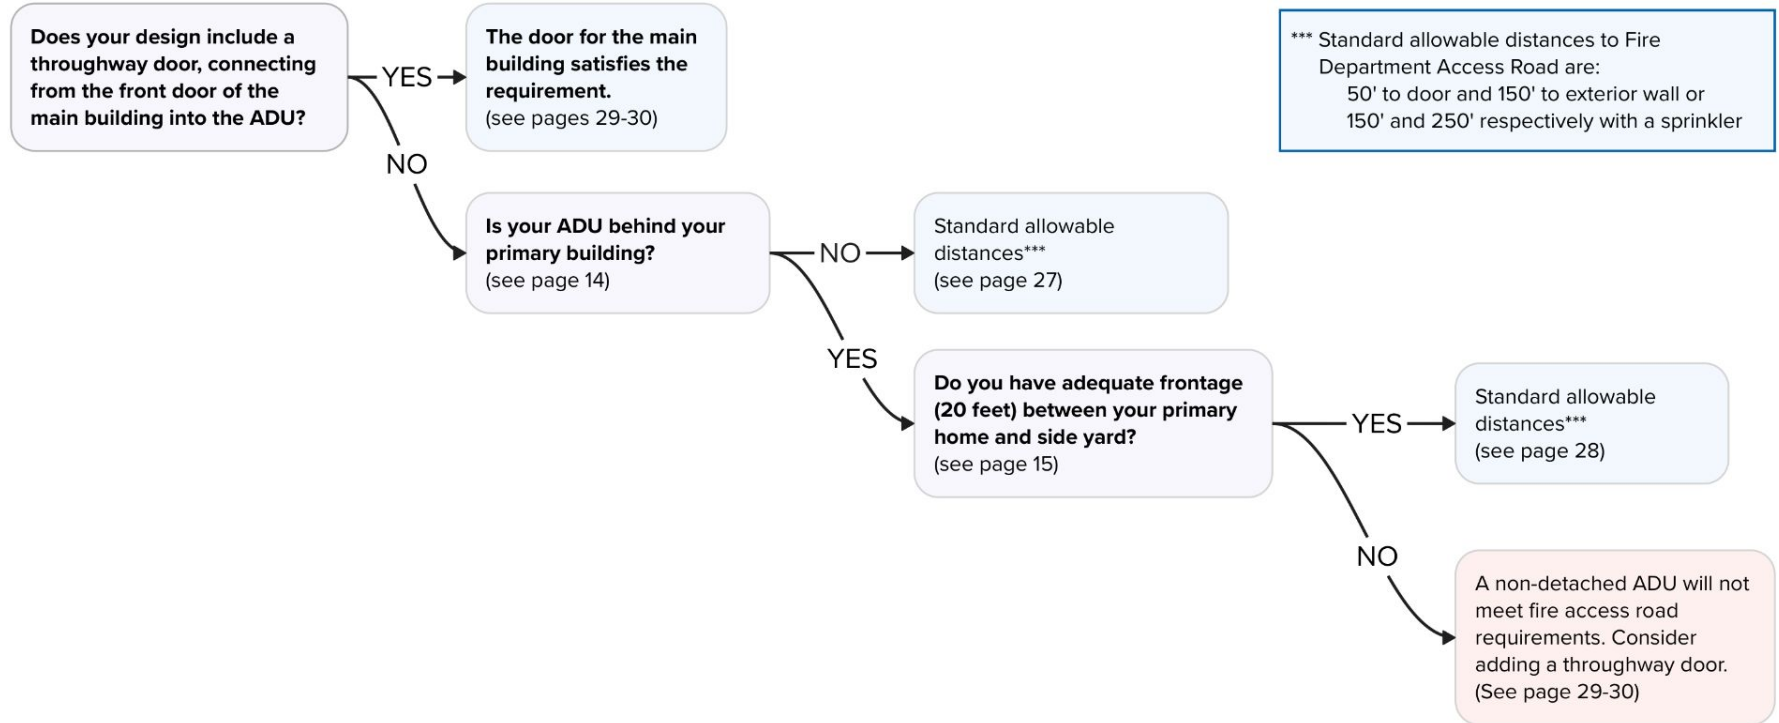 Does your design include a
throughway door, connecting
from the front door of the
main building into the ADU?
YES
The door for the main
building satisfies the
requirement.
(see pages 29-30)
*** Standard allowable distances to Fire
Department Access Road are:
50' to door and 150' to exterior wall or
150' and 250' respectively with a sprinkler
NO
Is your ADU behind your
primary building?
(see page 14)
NO
Standard allowable
distances***
(see page 27)
YES
Do you have adequate frontage
(20 feet) between your primary
home and side yard?
(see page 15)
YES
Standard allowable
distances***
(see page 28)
NO
A non-detached ADU will not
meet fire access road
requirements. Consider
adding a throughway door.
(See page 29-30)